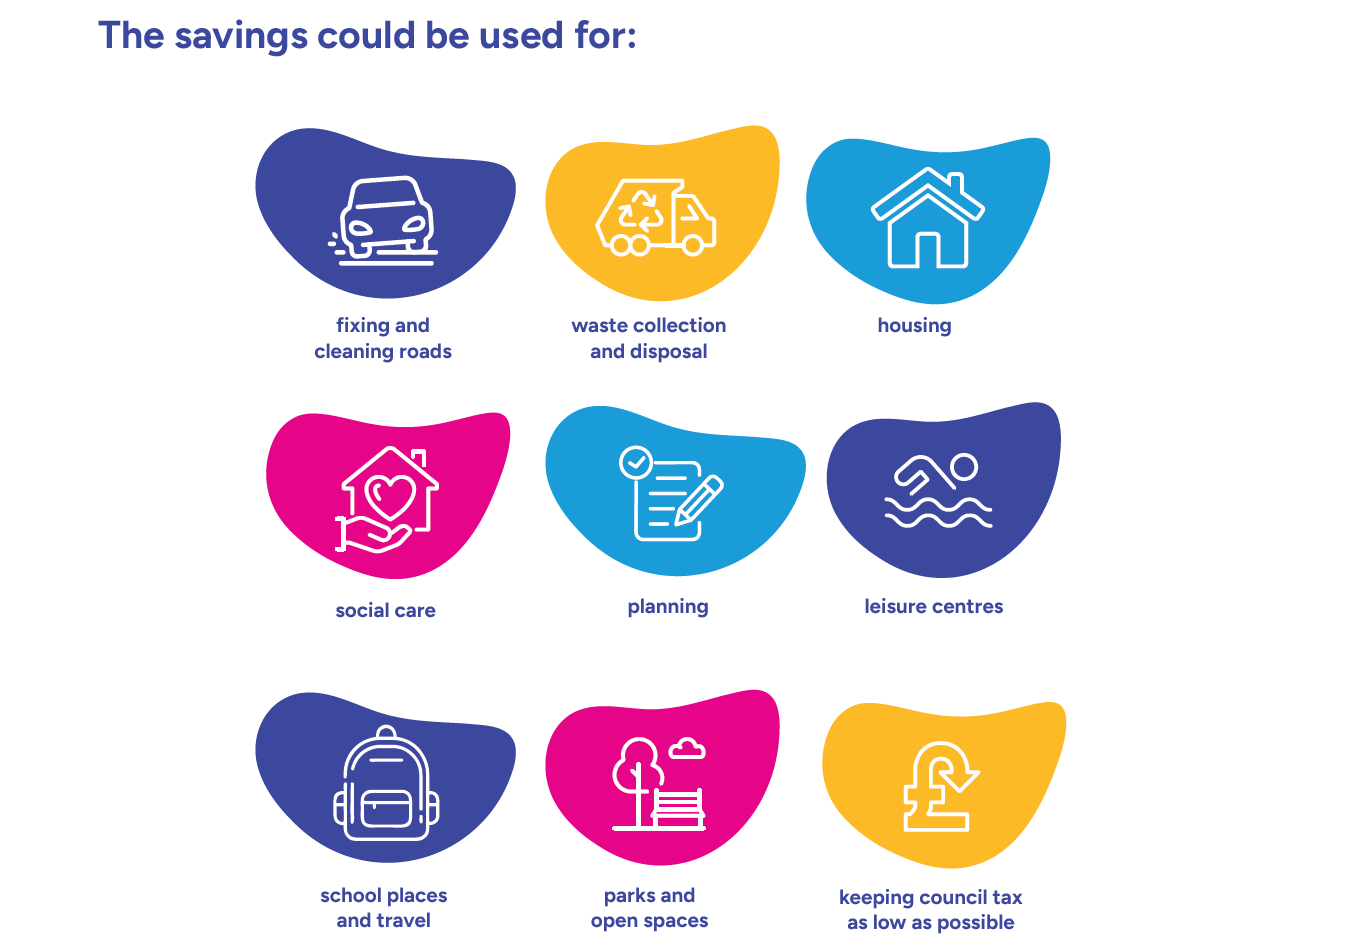 The savings could be used for:
fixing and
cleaning roads
waste collection
and disposal
housing
social care
planning
leisure centres
school places
and travel
parks and
open spaces
keeping council tax
as low as possible